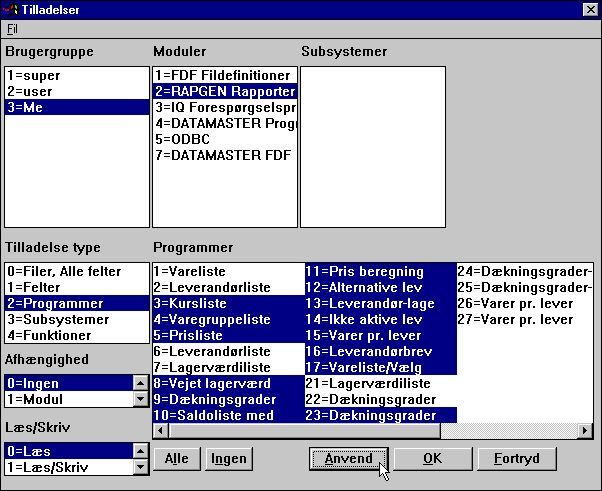 Tilladelser
Fil
Brugergruppe
Moduler
Subsystemer
1=super
2=user
3=Me
1=FDF Fildefinitioner
2=RAPGEN Rapporter
3=IQ Forespørgselspr
4=DATAMASTER Progr
5=ODBC
7=DATAMASTER FDF
Tilladelse type
Programmer
0=Filer, Alle felter
1=Felter
2=Programmer
3=Subsystemer
4=Funktioner
Afhængighed
0=Ingen
1=Modul
Læs/Skriv
0=Læs
1=Læs/Skriv
1=Vareliste
2=Leverandørliste
3=Kursliste
4=Varegruppeliste
5=Prisliste
6=Leverandørliste
7=Lagerværdiliste
8=Vejet lagerværd
9=Dækningsgrader
10=Saldoliste med
11=Pris beregning
12=Alternative lev
13=Leverandør-lage
14=Ikke aktive lev
15=Varer pr. lever
16=Leverandørbrev
17=Vareliste/Vælg
21=Lagerværdiliste
22=Dækningsgrader
23=Dækningsgrader
24=Dækningsgrader-
25=Dækningsgrader-
26=Varer pr. lever
27=Varer pr. lever
Alle
Ingen
Anvend
OK
Fortryd